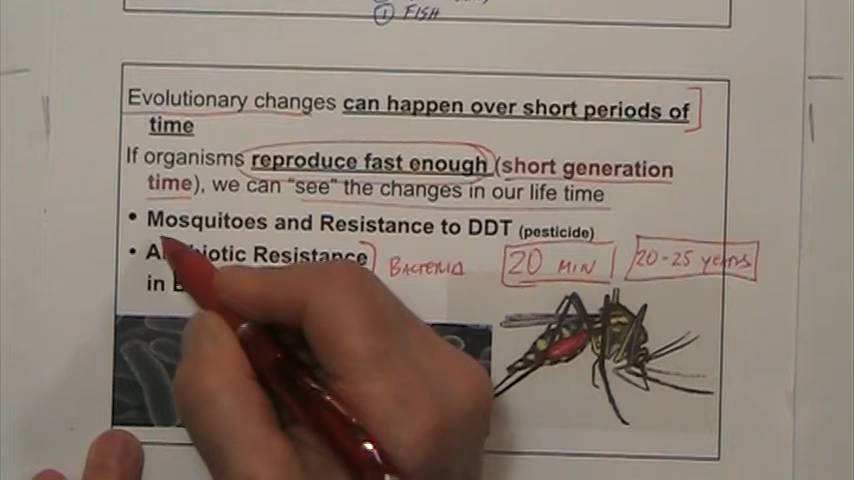 ① FISH
Evolutionary changes can happen over short periods of
time
If organisms reproduce fast enough (short generation
time), we can "see" the changes in our life time
• Mosquitoes and Resistance to DDT (pesticide)
• Resistance BACTERIA 20 MIN 20-25 YEARS
in